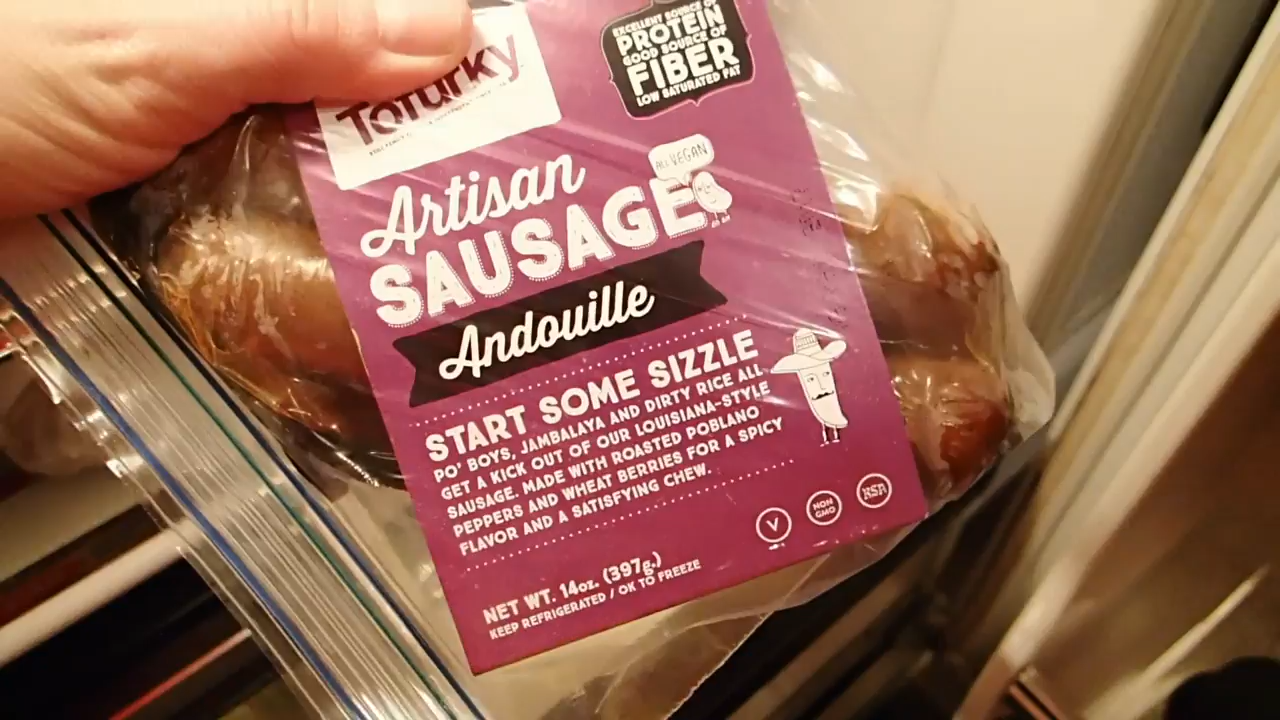 EXCELLENT SOURCE OF
PROTEIN
GOOD SOURCE OF
FIBER
LOW SATURATED FAT
Tofurky
ALL VEGAN
Artisan
SAUSAGE
Andouille
START SOME SIZZLE
PO' BOYS, JAMBALAYA AND DIRTY RICE ALL
GET A KICK OUT OF OUR LOUISIANA-STYLE
SAUSAGE. MADE WITH ROASTED POBLANO
PEPPERS AND WHEAT BERRIES FOR A SPICY
FLAVOR AND A SATISFYING CHEW.
V
NON
GMO
KSA
NET WT. 14oz. (397g.)
KEEP REFRIGERATED / OK TO FREEZE